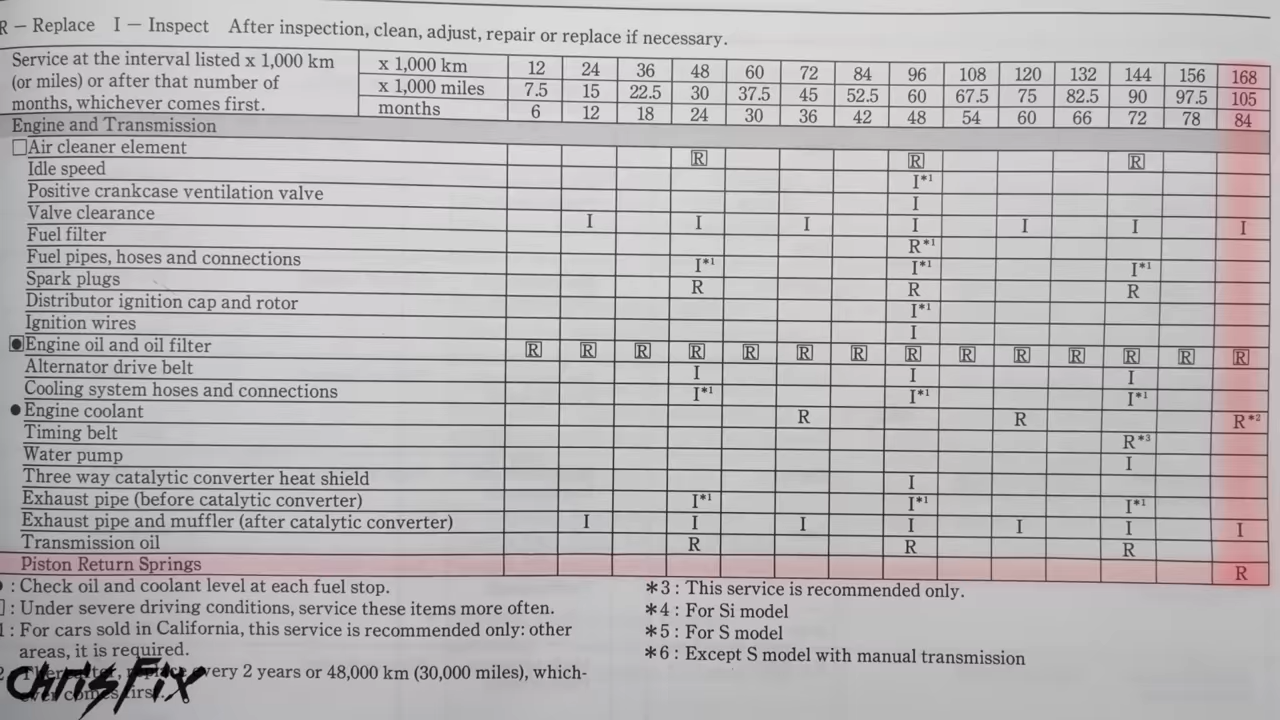 R – Replace I – Inspect After inspection, clean, adjust, repair or replace if necessary.
Service at the interval listed x 1,000 km
(or miles) or after that number of
months, whichever comes first.
x 1,000 km 12 24 36 48 60 72 84 96 108 120 132 144 156 168
x 1,000 miles 7.5 15 22.5 30 37.5 45 52.5 60 67.5 75 82.5 90 97.5 105
months 6 12 18 24 30 36 42 48 54 60 66 72 78 84
Engine and Transmission
□Air cleaner element R R R
Idle speed I*1
Positive crankcase ventilation valve I
Valve clearance I I I I I I I
Fuel filter R*1
Fuel pipes, hoses and connections I*1 I*1 I*1
Spark plugs R R R
Distributor ignition cap and rotor I*1
Ignition wires I
●Engine oil and oil filter R R R R R R R R R R R R R R
Alternator drive belt I I I
Cooling system hoses and connections I*1 I*1 I*1
●Engine coolant R R R*2
Timing belt R*3
Water pump I
Three way catalytic converter heat shield I
Exhaust pipe (before catalytic converter) I*1 I*1 I*1
Exhaust pipe and muffler (after catalytic converter) I I I I I I I
Transmission oil R R R
Piston Return Springs R
: Check oil and coolant level at each fuel stop.
: Under severe driving conditions, service these items more often.
1 : For cars sold in California, this service is recommended only: other
areas, it is required.
every 2 years or 48,000 km (30,000 miles), which-
comes first.
*3 : This service is recommended only.
*4 : For Si model
*5 : For S model
*6 : Except S model with manual transmission
ChrisFix